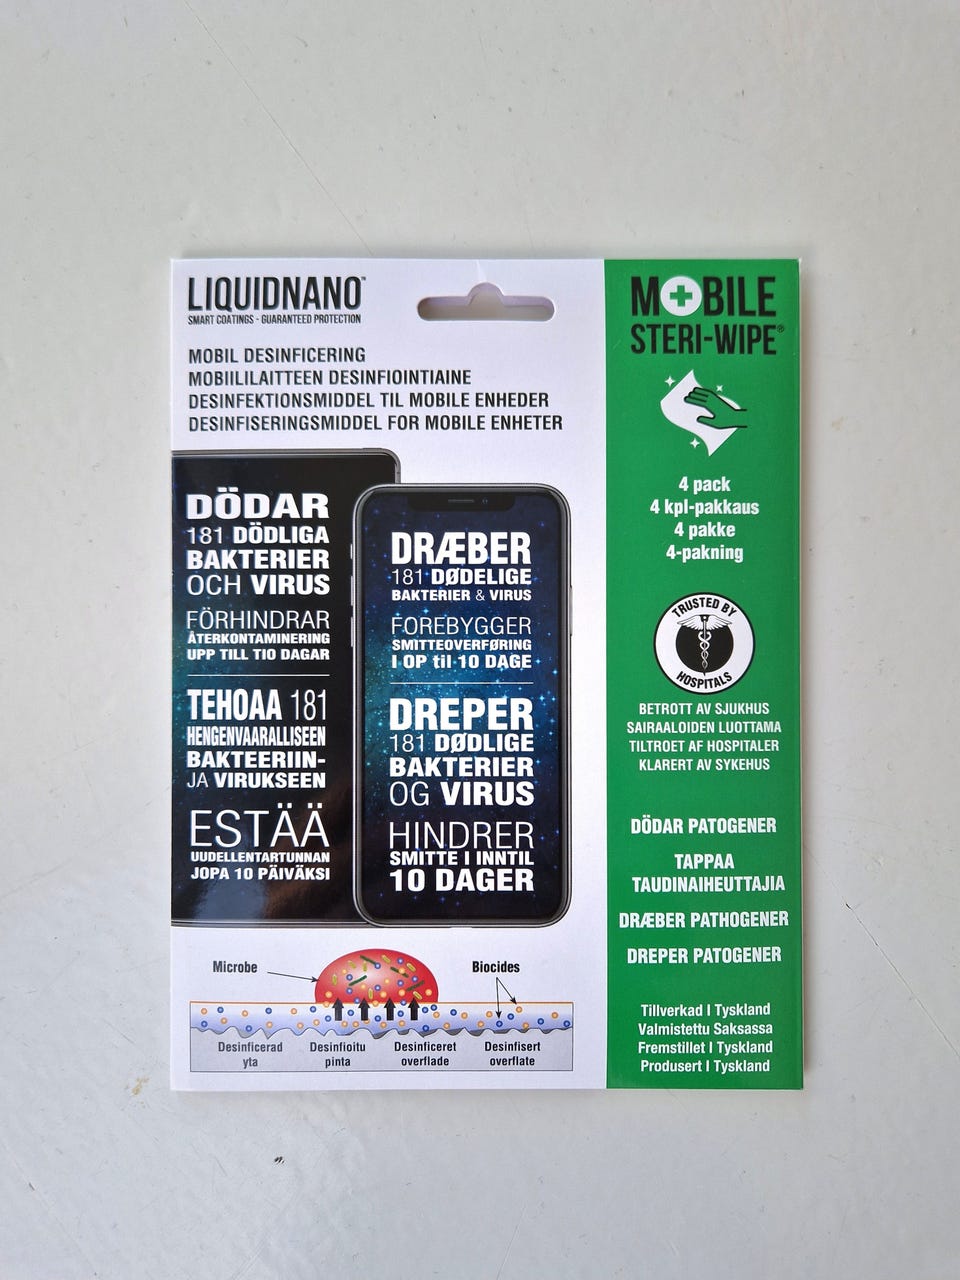 LIQUIDNANO™
SMART COATINGS - GUARANTEED PROTECTION
MOBIL DESINFICERING
MOBIILILAITTEEN DESINFIOINTIAINE
DESINFEKTIONSMIDDEL TIL MOBILE ENHEDER
DESINFISERINGSMIDDEL FOR MOBILE ENHETER
DÖDAR
181 DÖDLIGA
BAKTERIER
OCH VIRUS
FÖRHINDRAR
ÅTERKONTAMINERING
UPP TILL TIO DAGAR
TEHOAA 181
HENGENVAARALLISEEN
BAKTEERIIN-
JA VIRUKSEEN
ESTÄÄ
UUDELLENTARTUNNAN
JOPA 10 PÄIVÄKSI
DRÆBER
181 DØDELIGE
BAKTERIER & VIRUS
FOREBYGGER
SMITTEOVERFØRING
I OP til 10 DAGE
DREPER
181 DØDLIGE
BAKTERIER
OG VIRUS
HINDRER
SMITTE I INNTIL
10 DAGER
Microbe
Biocides
Desinficerad
yta
Desinfioitu
pinta
Desinficeret
overflade
Desinfisert
overflate
MOBILE
STERI-WIPE®
4 pack
4 kpl-pakkaus
4 pakke
4-pakning
TRUSTED BY
HOSPITALS
BETROTT AV SJUKHUS
SAIRAALOIDEN LUOTTAMA
TILTROET AF HOSPITALER
KLARERT AV SYKEHUS
DÖDAR PATOGENER
TAPPAA
TAUDINAIHEUTTAJIA
DRÆBER PATHOGENER
DREPER PATOGENER
Tillverkad I Tyskland
Valmistettu Saksassa
Fremstillet I Tyskland
Produsert I Tyskland